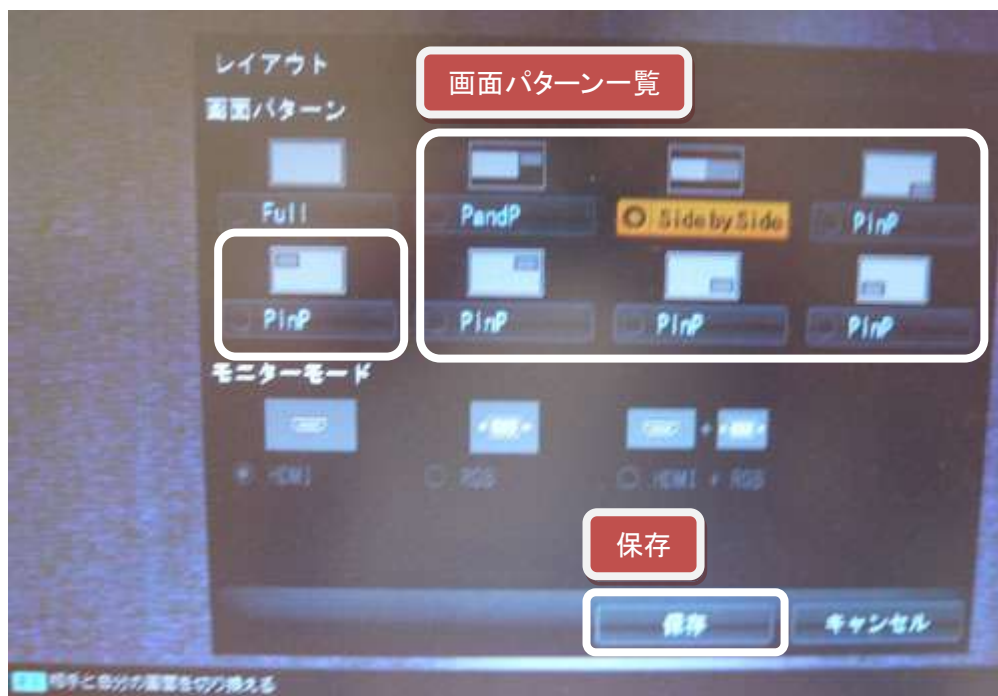 レイアウト
画面パターン一覧
画面パターン
Full
PandP
Side by Side
PinP
PinP
PinP
PinP
PinP
モニターモード
HDMI
RGB
HDMI + RGB
保存
保存
キャンセル
相手と自分の画面を切り換える